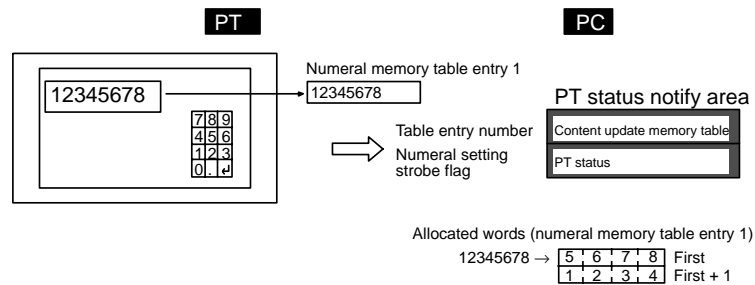 PT
PC
Numeral memory table entry 1
12345678
12345678
7 8 9
4 5 6
1 2 3
0 . ↵
PT status notify area
Table entry number
Content update memory table
Numeral setting
strobe flag
PT status
Allocated words (numeral memory table entry 1)
12345678 → 5 6 7 8 First
1 2 3 4 First + 1